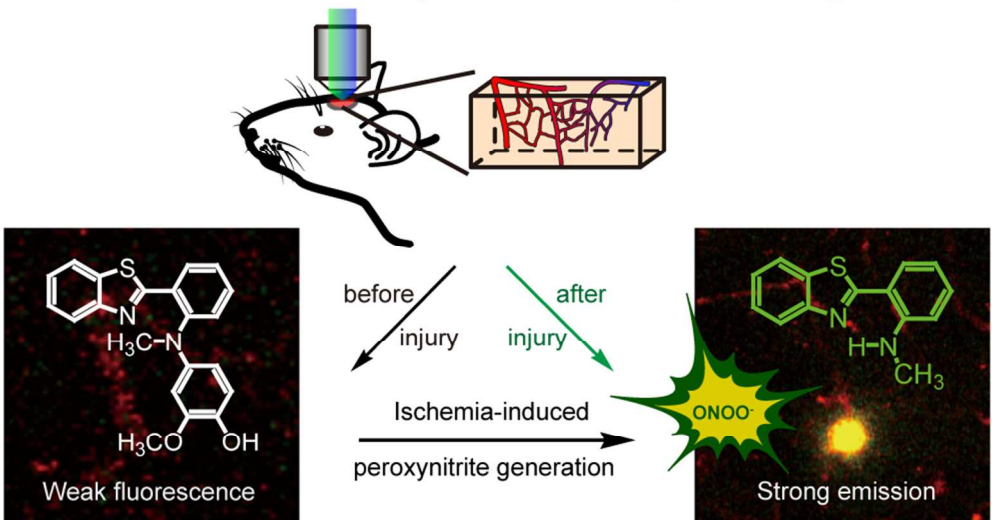 before
injury
after
injury
S
N
H₃C-N
H₃CO
OH
Weak fluorescence
Ischemia-induced
peroxynitrite generation
ONOO⁻
S
N
H-N
CH₃
Strong emission